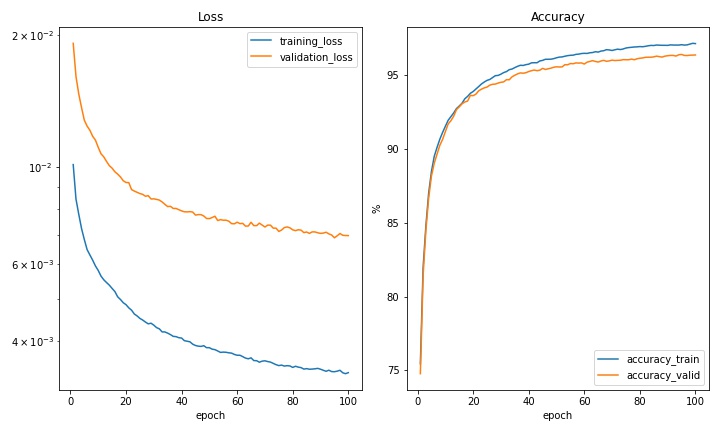 Loss
training_loss
validation_loss
2 × 10⁻²
10⁻²
6 × 10⁻³
4 × 10⁻³
0 20 40 60 80 100
epoch
Accuracy
%
95
90
85
80
75
accuracy_train
accuracy_valid
0 20 40 60 80 100
epoch